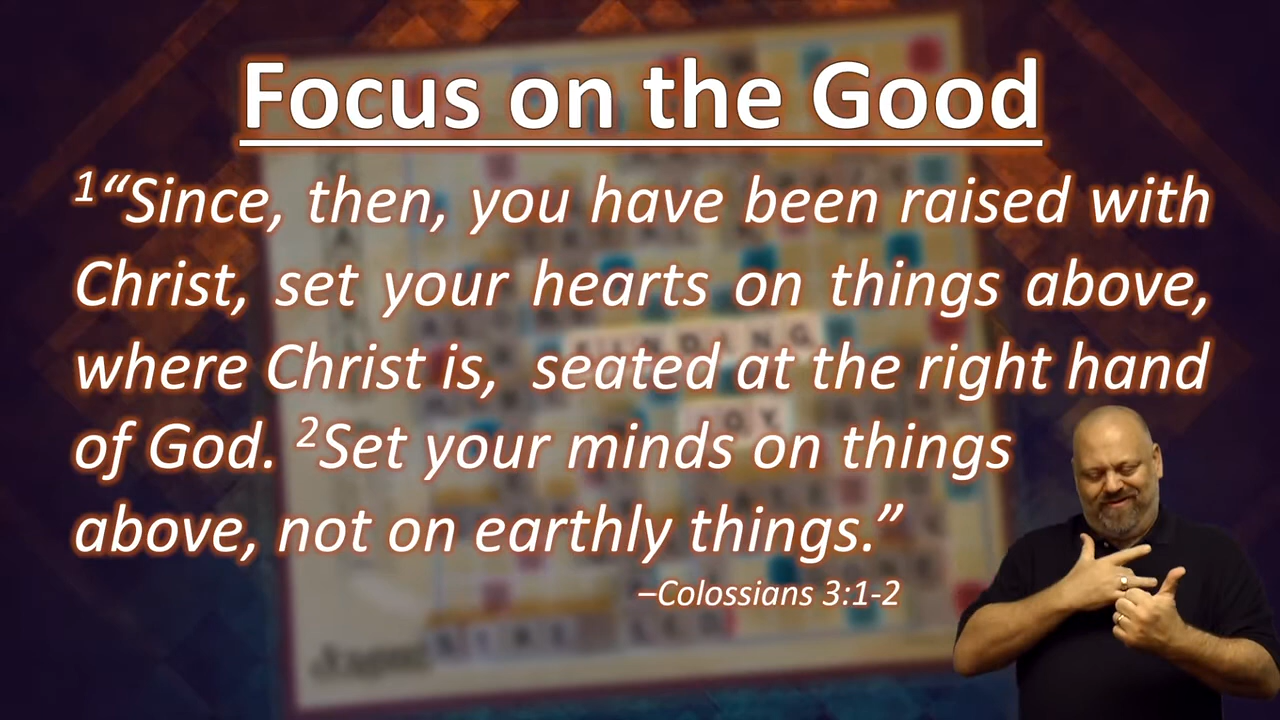 Focus on the Good
¹“Since, then, you have been raised with
Christ, set your hearts on things above,
where Christ is, seated at the right hand
of God. ²Set your minds on things
above, not on earthly things.”
–Colossians 3:1-2